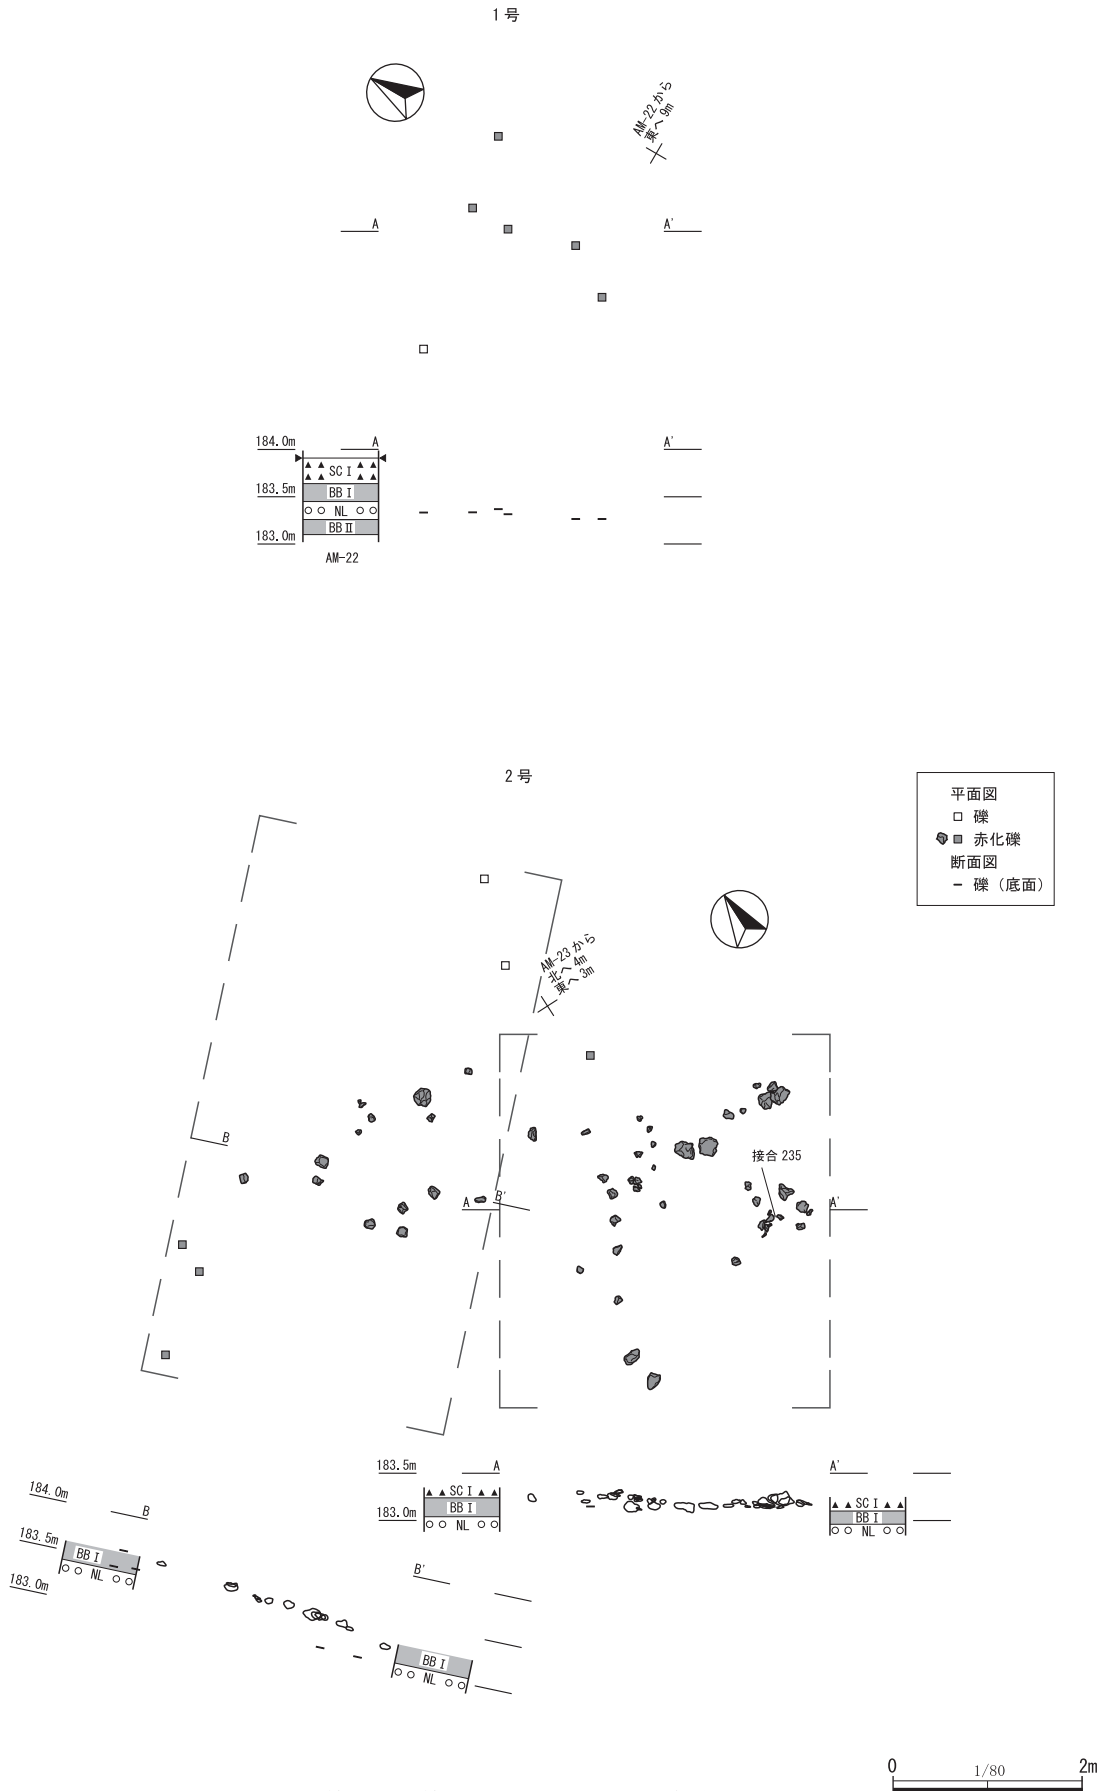 1号
AM-22から
東へ9m
A
A'
184.0m
A
A'
SC Ⅰ
183.5m
BB Ⅰ
NL
BB Ⅱ
183.0m
AM-22
2号
平面図
礫
赤化礫
断面図
礫（底面）
AM-23から
北へ4m
東へ3m
B
接合235
A
B'
A'
183.5m
A
A'
SC Ⅰ
BB Ⅰ
183.0m
NL
SC Ⅰ
BB Ⅰ
NL
184.0m
B
183.5m
BB Ⅰ
NL
183.0m
B'
BB Ⅰ
NL
0
1/80
2m